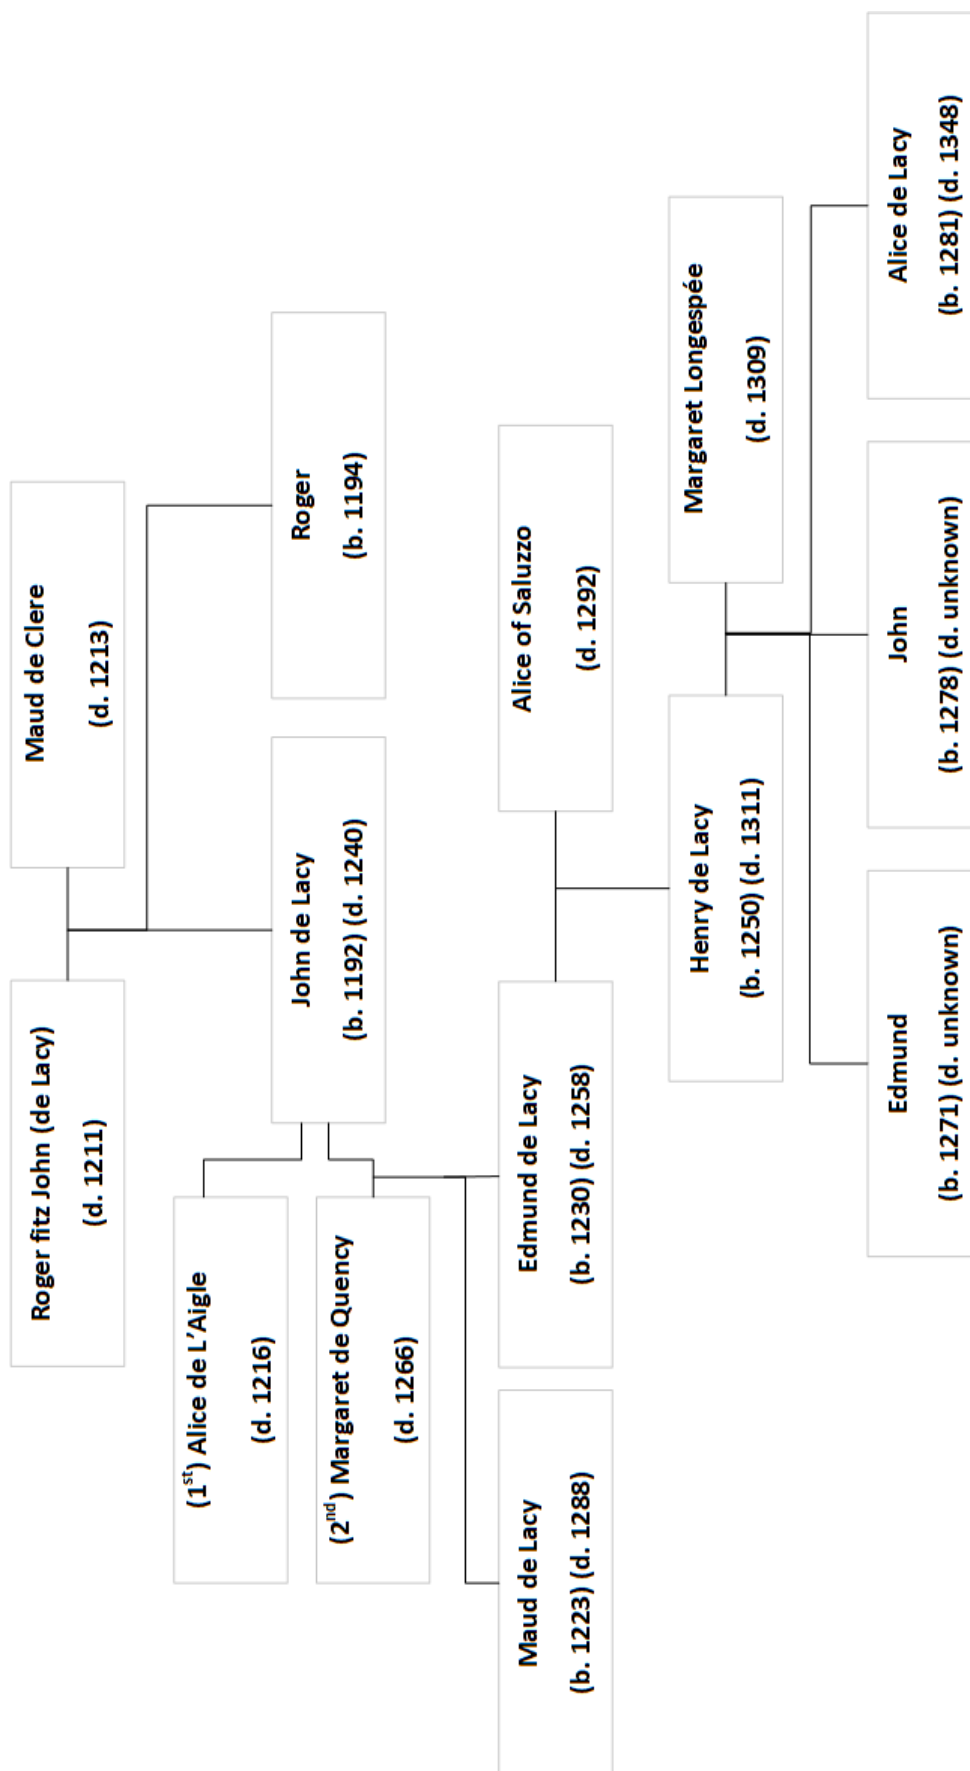 Roger fitz John (de Lacy)
(d. 1211)
Maud de Clere
(d. 1213)
(1st) Alice de L'Aigle
(d. 1216)
(2nd) Margaret de Quency
(d. 1266)
John de Lacy
(b. 1192) (d. 1240)
Roger
(b. 1194)
Maud de Lacy
(b. 1223) (d. 1288)
Edmund de Lacy
(b. 1230) (d. 1258)
Alice of Saluzzo
(d. 1292)
Henry de Lacy
(b. 1250) (d. 1311)
Margaret Longespée
(d. 1309)
Edmund
(b. 1271) (d. unknown)
John
(b. 1278) (d. unknown)
Alice de Lacy
(b. 1281) (d. 1348)